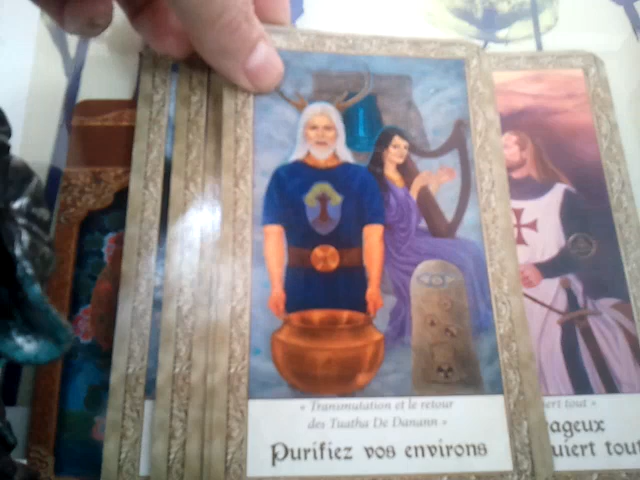 « Transmutation et le retour
des Tuatha De Danann »
Purifiez vos environs
ert tout »
ageux
uiert tout